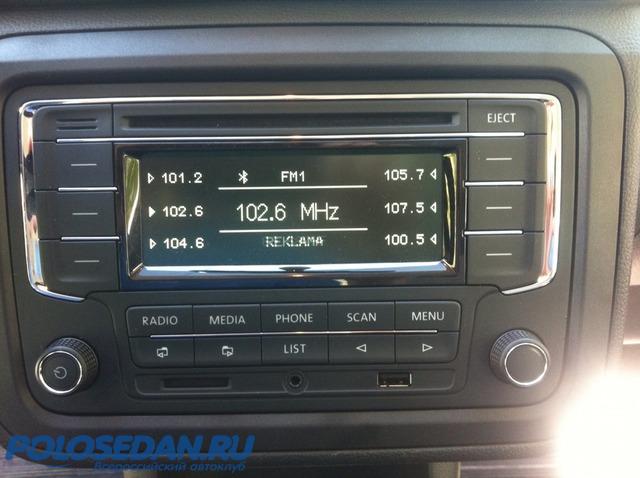 EJECT
101.2 FM1 105.7
102.6 102.6 MHz 107.5
104.6 REKLAMA 100.5
RADIO MEDIA PHONE SCAN MENU
LIST
POLOSEDAN.RU
Всероссийский автоклуб